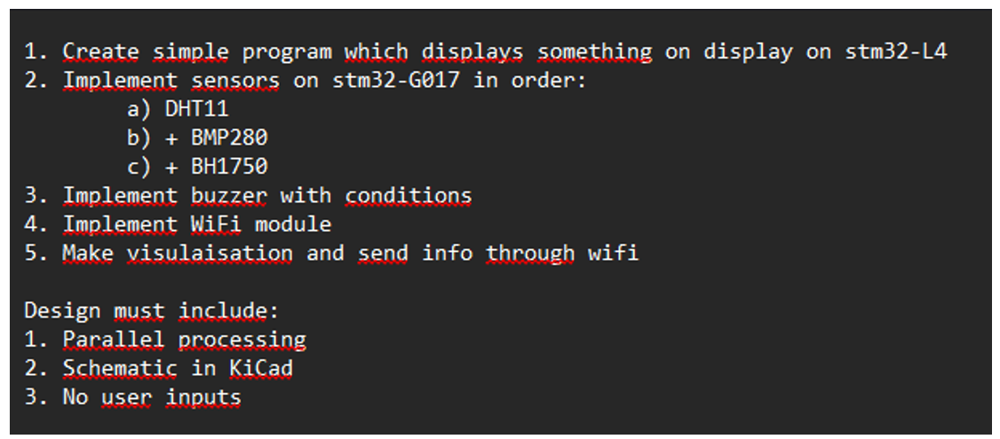 1. Create simple program which displays something on display on stm32-L4
2. Implement sensors on stm32-G017 in order:
a) DHT11
b) + BMP280
c) + BH1750
3. Implement buzzer with conditions
4. Implement WiFi module
5. Make visulaisation and send info through wifi
Design must include:
1. Parallel processing
2. Schematic in KiCad
3. No user inputs